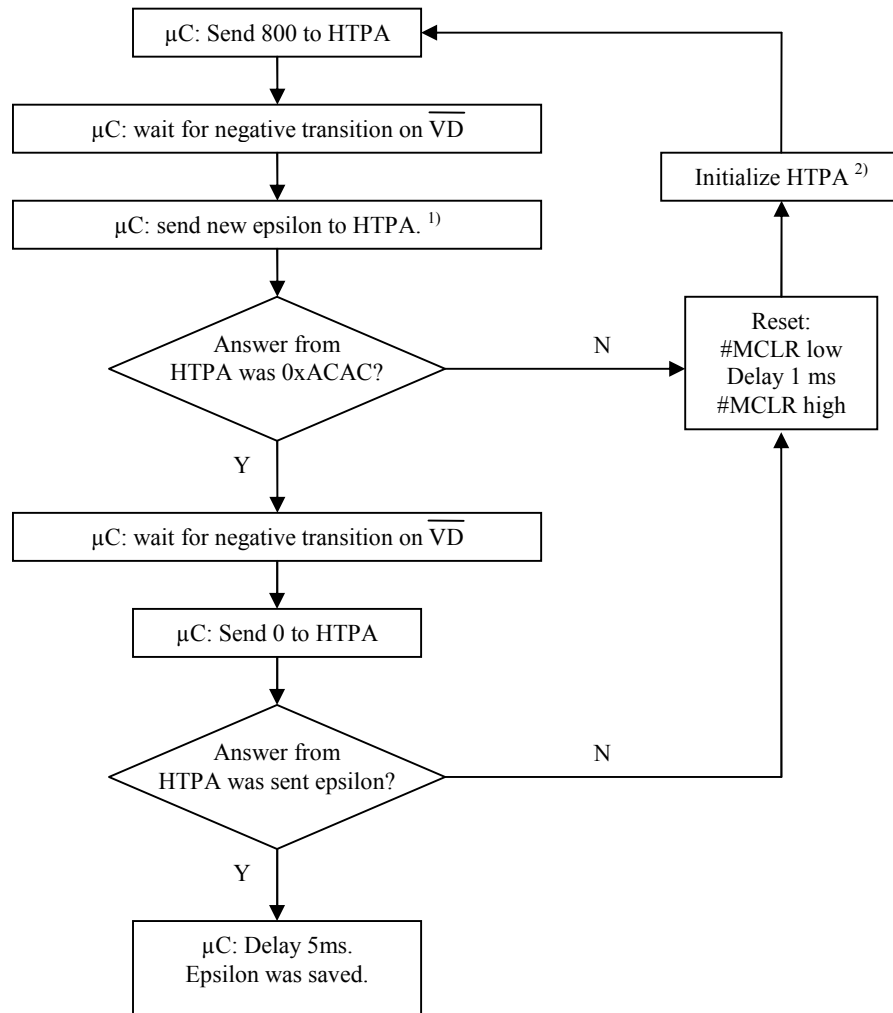 µC: Send 800 to HTPA
µC: wait for negative transition on V̅D̅
Initialize HTPA ²⁾
µC: send new epsilon to HTPA. ¹⁾
Answer from
HTPA was 0xACAC?
N
Reset:
#MCLR low
Delay 1 ms
#MCLR high
Y
µC: wait for negative transition on V̅D̅
µC: Send 0 to HTPA
Answer from
HTPA was sent epsilon?
N
Y
µC: Delay 5ms.
Epsilon was saved.